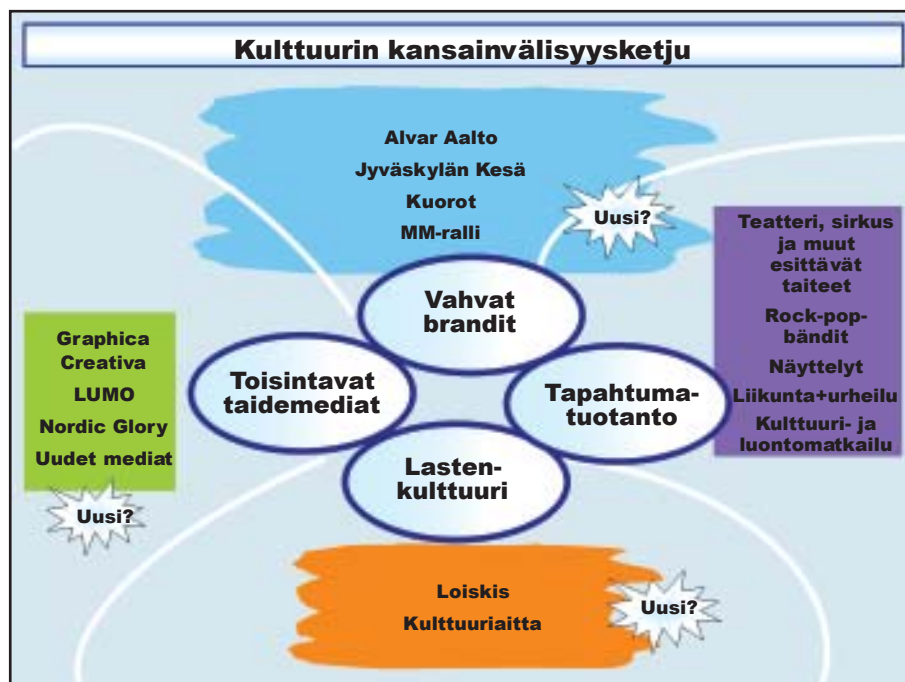 Kulttuurin kansainvälisyysketju
Alvar Aalto
Jyväskylän Kesä
Kuorot
MM-ralli
Uusi?
Vahvat
brandit
Teatteri, sirkus
ja muut
esittävät
taiteet
Rock-pop-
bändit
Näyttelyt
Liikunta+urheilu
Kulttuuri- ja
luontomatkailu
Graphica
Creativa
LUMO
Nordic Glory
Uudet mediat
Uusi?
Toisintavat
taidemediat
Tapahtuma-
tuotanto
Lasten-
kulttuuri
Loiskis
Kulttuuriaitta
Uusi?